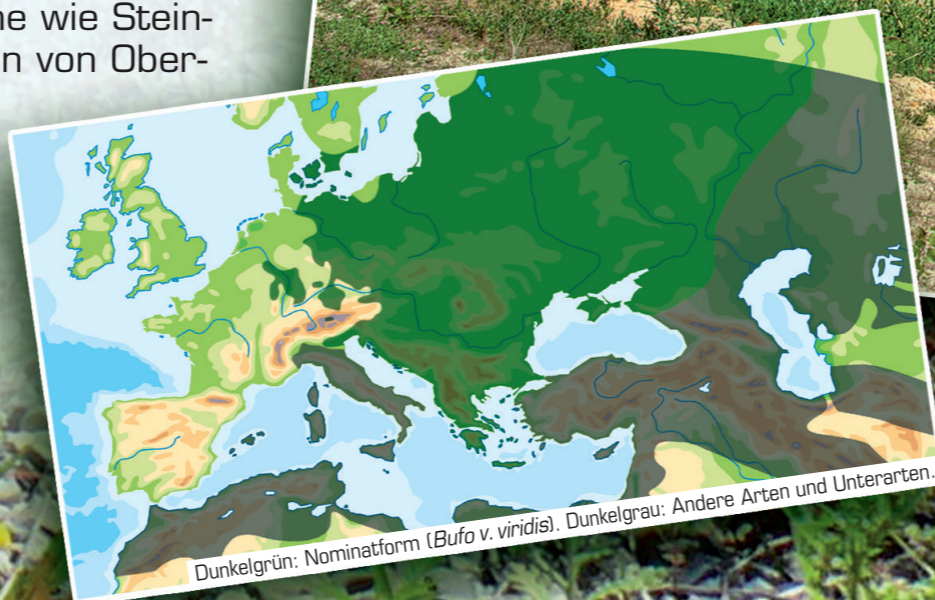 ne wie Stein-
n von Ober-
Dunkelgrün: Nominatform (Bufo v. viridis). Dunkelgrau: Andere Arten und Unterarten.